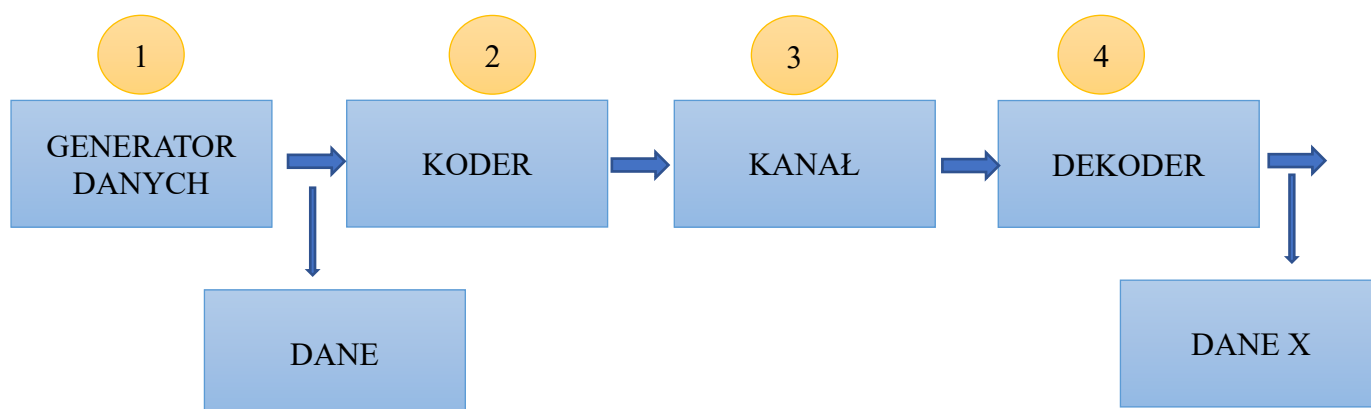 1
2
3
4
GENERATOR
DANYCH
KODER
KANAŁ
DEKODER
DANE
DANE X